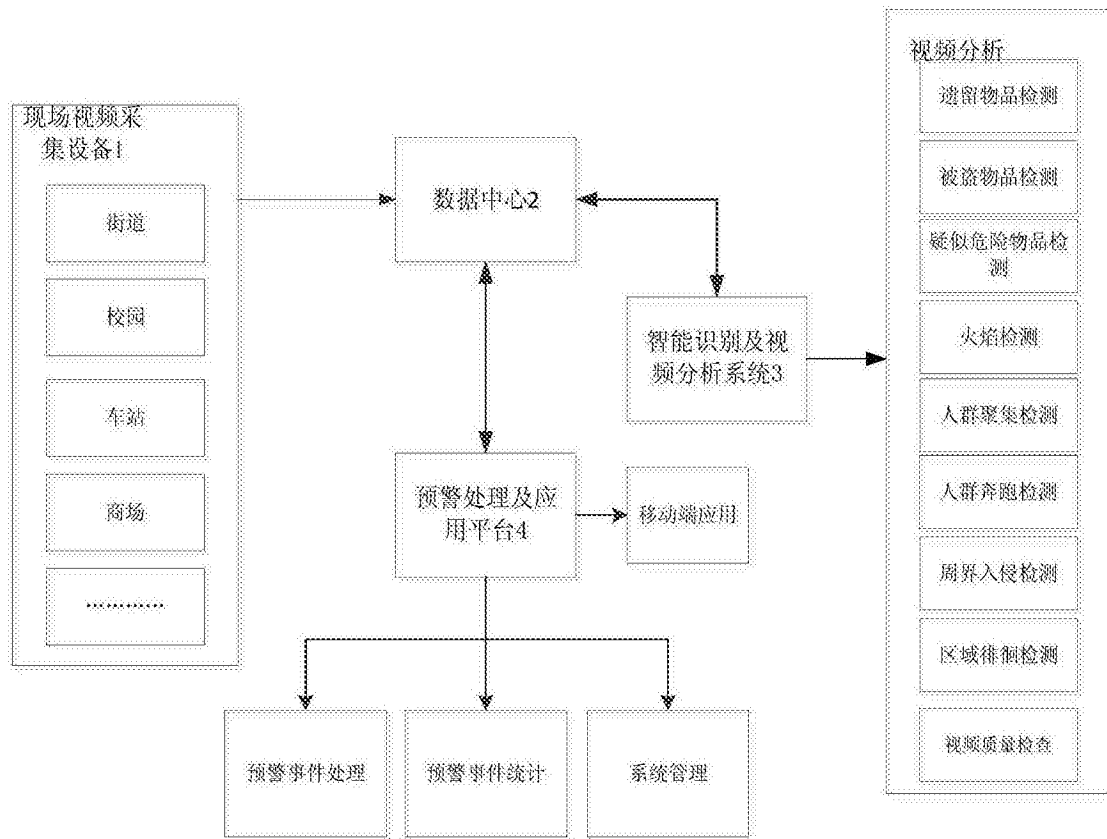 现场视频采
集设备1
街道
校园
车站
商场
…………
数据中心2
智能识别及视
频分析系统3
预警处理及应
用平台4
移动端应用
预警事件处理
预警事件统计
系统管理
视频分析
遗留物品检测
被盗物品检测
疑似危险物品检
测
火焰检测
人群聚集检测
人群奔跑检测
周界入侵检测
区域徘徊检测
视频质量检查